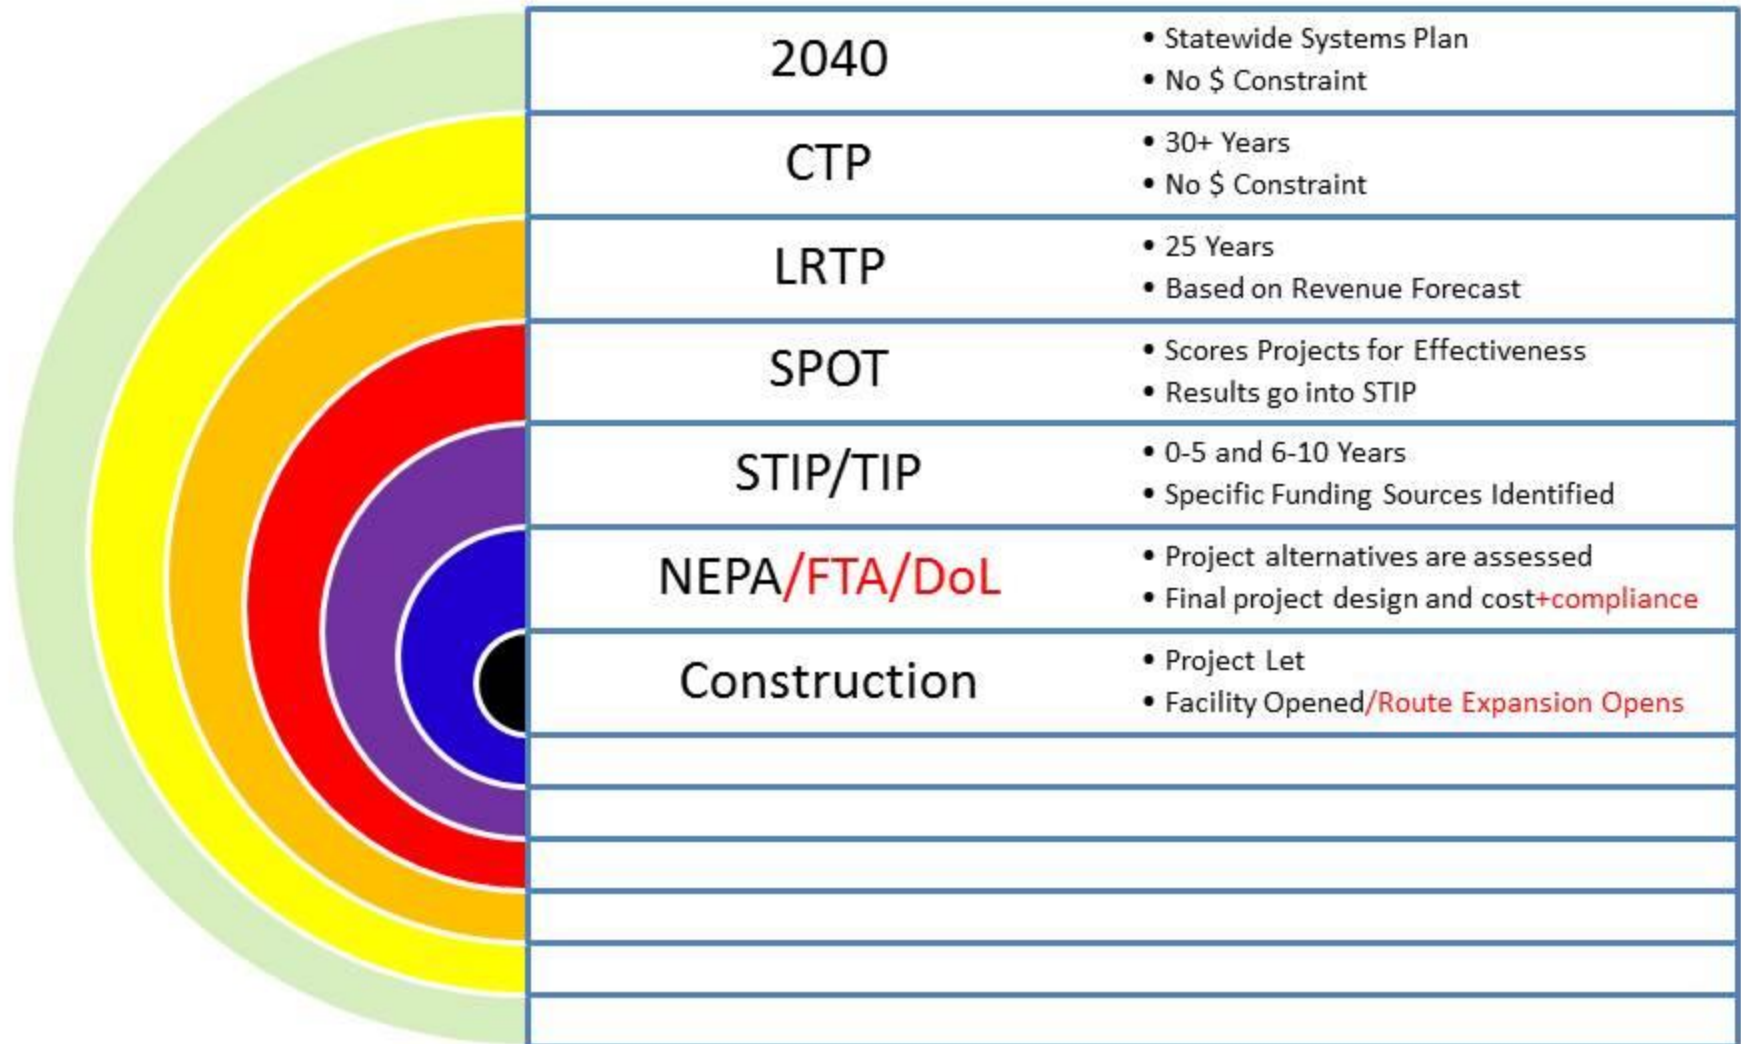 2040
• Statewide Systems Plan
• No $ Constraint
CTP
• 30+ Years
• No $ Constraint
LRTP
• 25 Years
• Based on Revenue Forecast
SPOT
• Scores Projects for Effectiveness
• Results go into STIP
STIP/TIP
• 0-5 and 6-10 Years
• Specific Funding Sources Identified
NEPA/FTA/DoL
• Project alternatives are assessed
• Final project design and cost+compliance
Construction
• Project Let
• Facility Opened/Route Expansion Opens